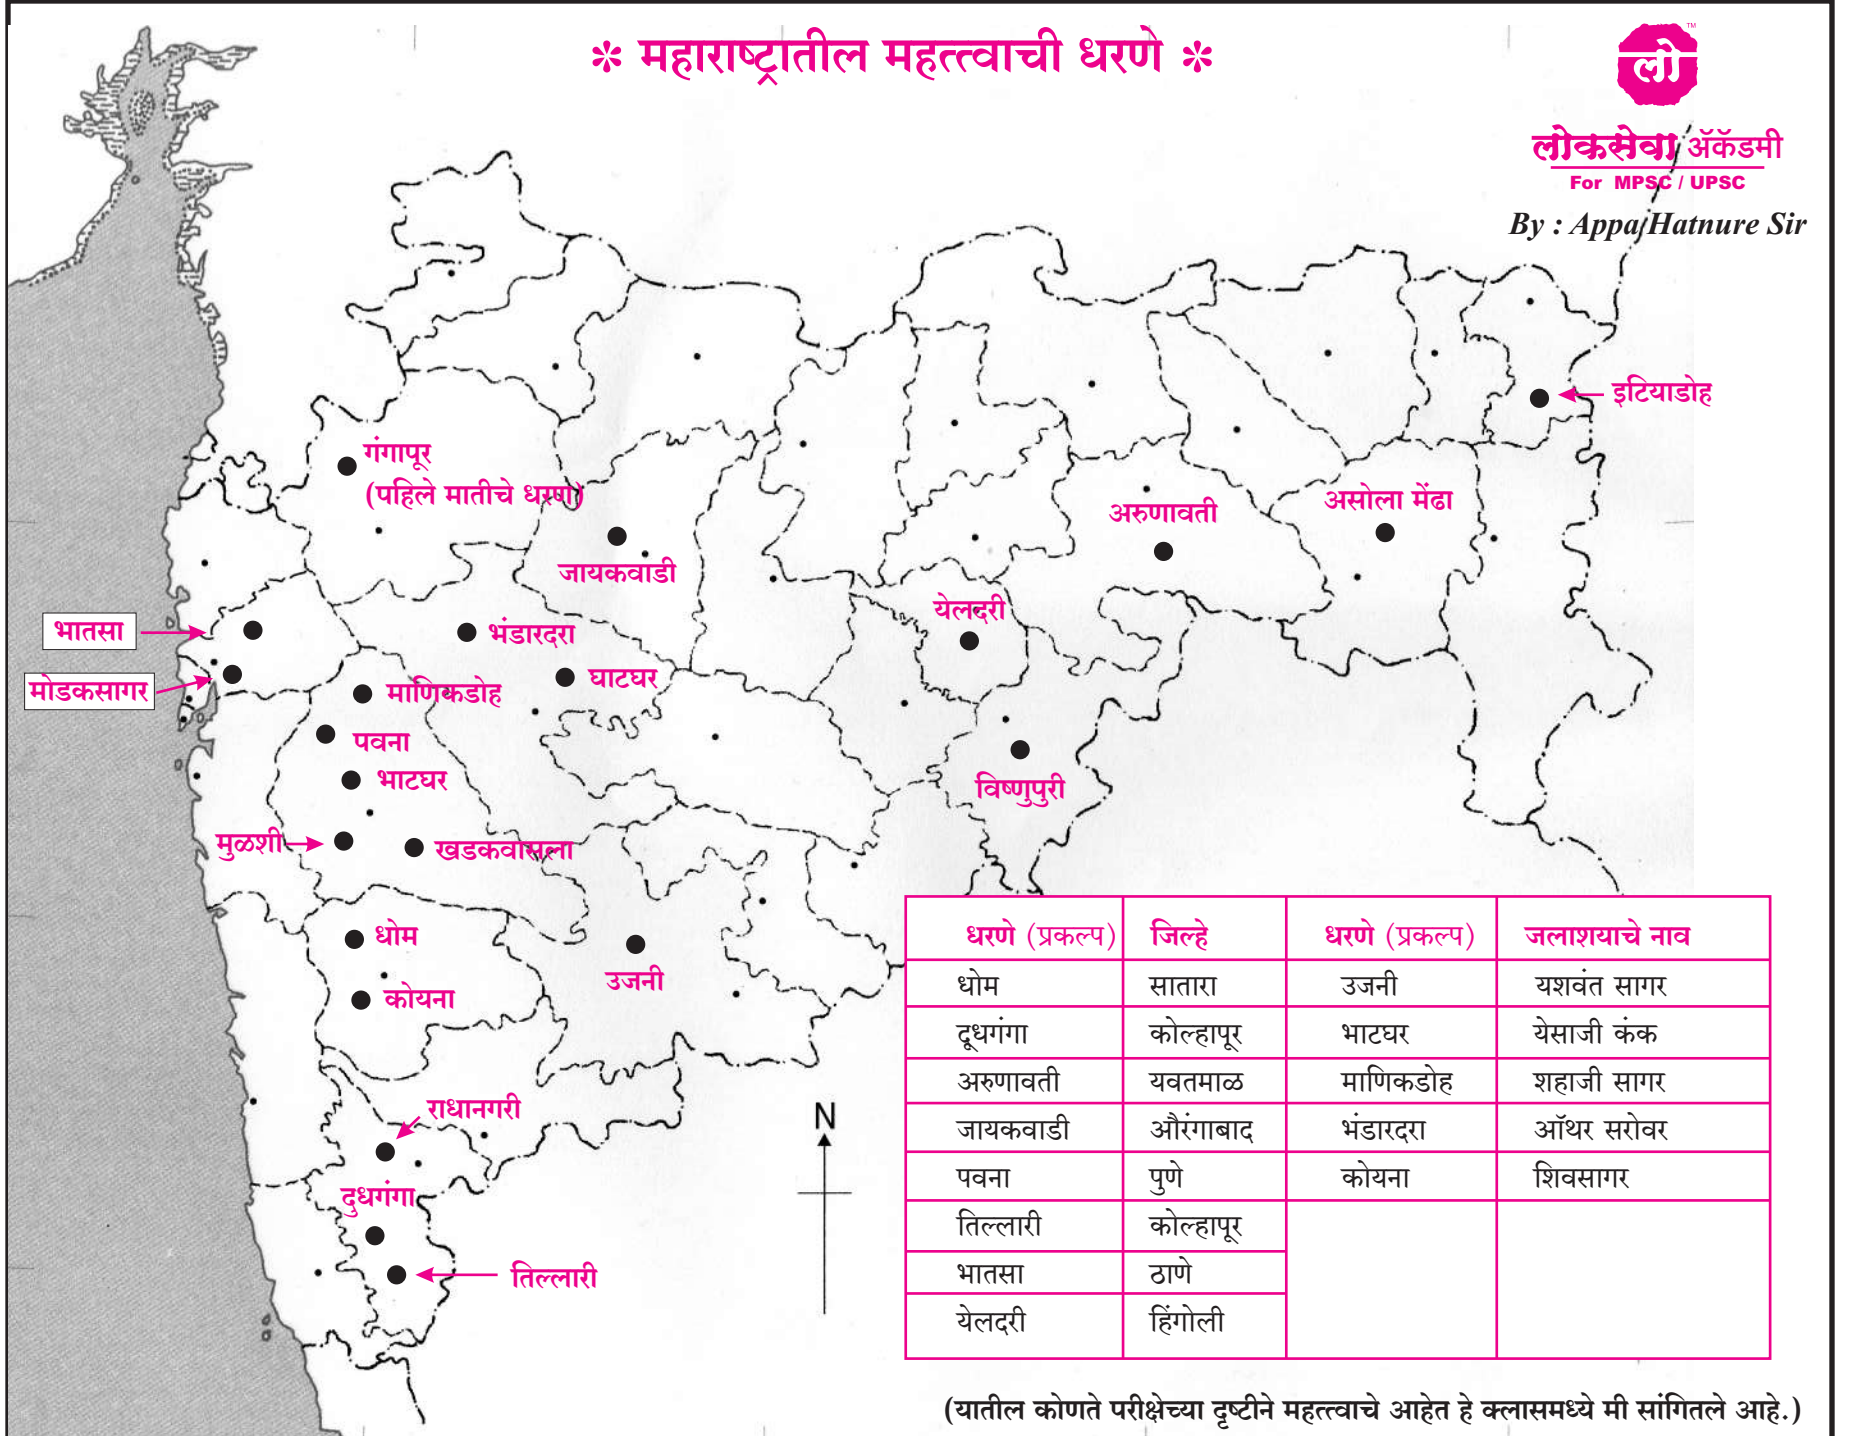 * महाराष्ट्रातील महत्त्वाची धरणे *
लो
TM
लोकसेवा ॲकॅडमी
For MPSC / UPSC
By : Appa Hatnure Sir
इटियाडोह
गंगापूर
(पहिले मातीचे धरण)
असोला मेंढा
अरुणावती
जायकवाडी
येलदरी
भातसा
भंडारदरा
घाटघर
मोडकसागर
माणिकडोह
पवना
भाटघर
विष्णुपुरी
मुळशी
खडकवासला
धोम
उजनी
कोयना
राधानगरी
दुधगंगा
तिल्लारी
N
धरणे (प्रकल्प) जिल्हे धरणे (प्रकल्प) जलाशयाचे नाव
धोम सातारा उजनी यशवंत सागर
दूधगंगा कोल्हापूर भाटघर येसाजी कंक
अरुणावती यवतमाळ माणिकडोह शहाजी सागर
जायकवाडी औरंगाबाद भंडारदरा ऑथर सरोवर
पवना पुणे कोयना शिवसागर
तिल्लारी कोल्हापूर
भातसा ठाणे
येलदरी हिंगोली
(यातील कोणते परीक्षेच्या दृष्टीने महत्त्वाचे आहेत हे क्लासमध्ये मी सांगितले आहे.)